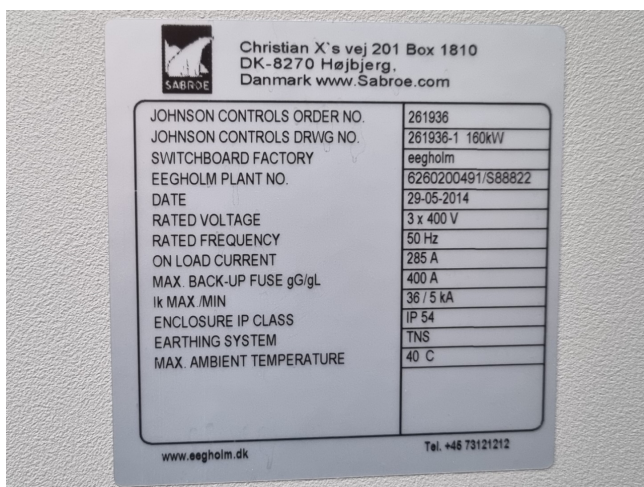 SABROE
Christian X`s vej 201 Box 1810
DK-8270 Højbjerg,
Danmark www.Sabroe.com
JOHNSON CONTROLS ORDER NO. 261936
JOHNSON CONTROLS DRWG NO. 261936-1 160kW
SWITCHBOARD FACTORY eegholm
EEGHOLM PLANT NO. 6260200491/S88822
DATE 29-05-2014
RATED VOLTAGE 3 x 400 V
RATED FREQUENCY 50 Hz
ON LOAD CURRENT 285 A
MAX. BACK-UP FUSE gG/gL 400 A
Ik MAX./MIN 36 / 5 kA
ENCLOSURE IP CLASS IP 54
EARTHING SYSTEM TNS
MAX. AMBIENT TEMPERATURE 40 C
www.eegholm.dk Tel. +45 73121212